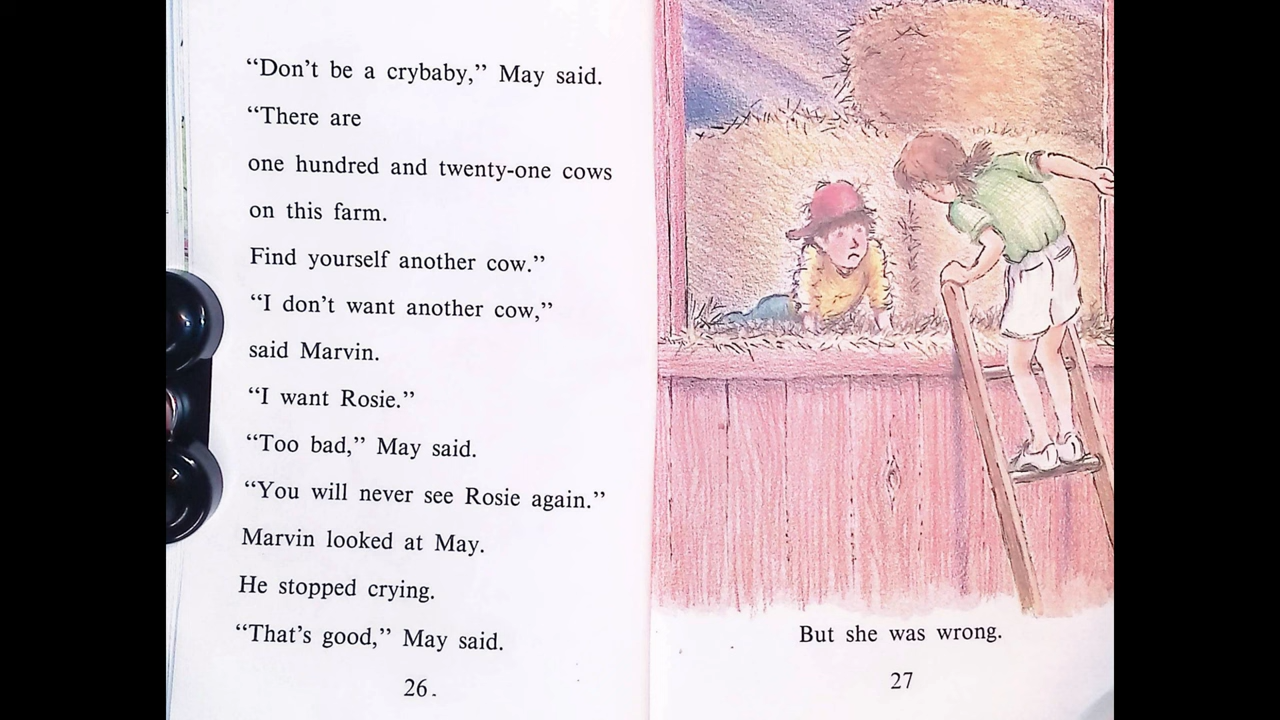 “Don’t be a crybaby,” May said.
“There are
one hundred and twenty-one cows
on this farm.
Find yourself another cow.”
“I don’t want another cow,”
said Marvin.
“I want Rosie.”
“Too bad,” May said.
“You will never see Rosie again.”
Marvin looked at May.
He stopped crying.
“That’s good,” May said.
26.
But she was wrong.
27